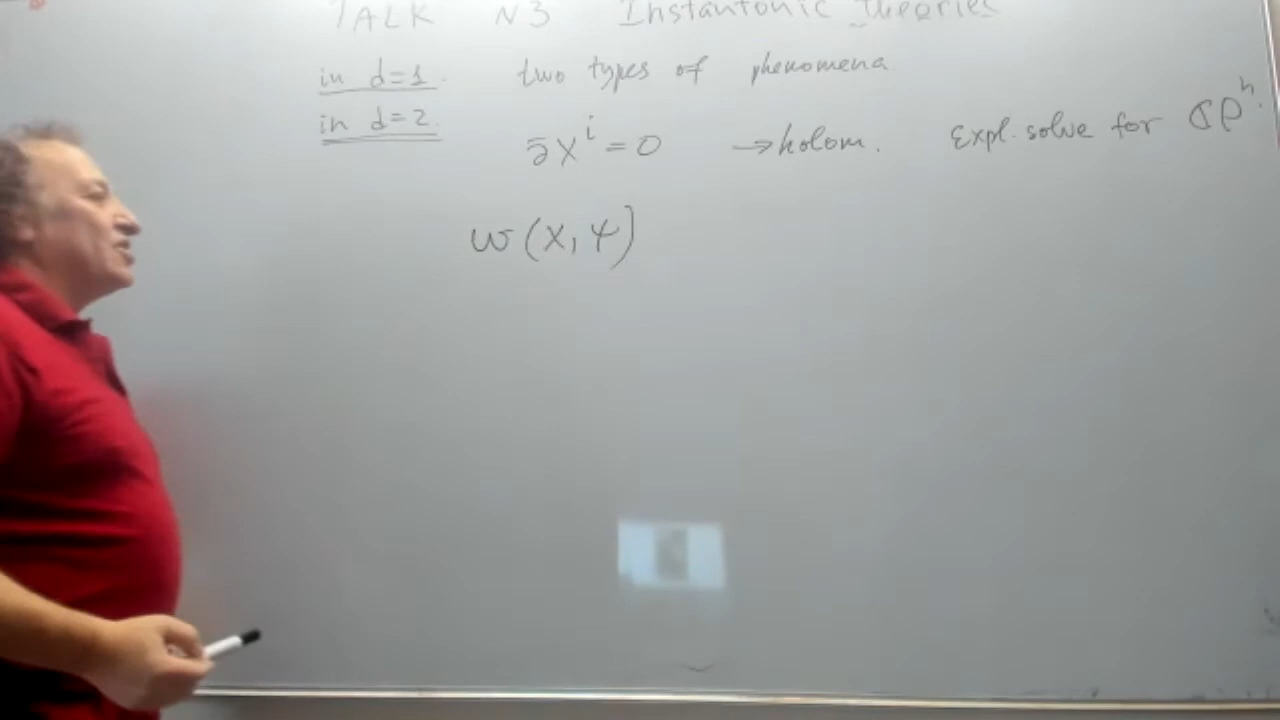 TALK N3 Instantonic Theories
in d=1. two types of phenomena
in d=2.
∂̄X^i = 0 → holom. Expl. solve for ℂP^n.
ω(X,ψ)